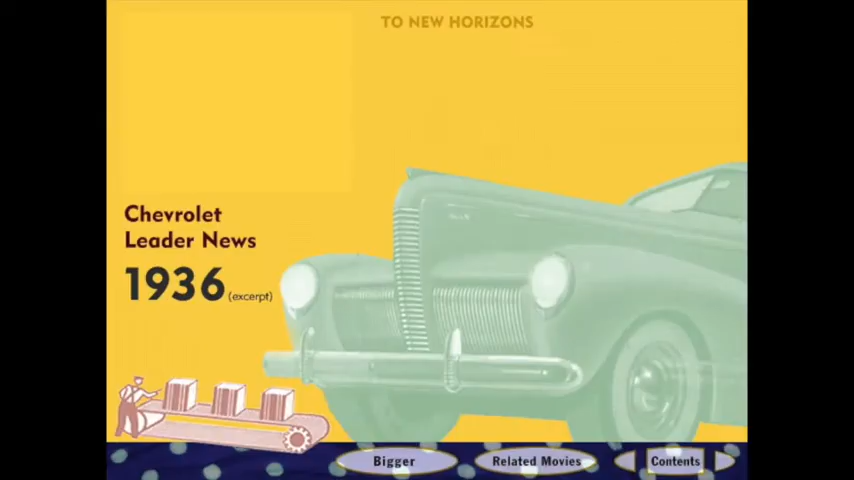 TO NEW HORIZONS
Chevrolet
Leader News
1936 (excerpt)
Bigger
Related Movies
Contents